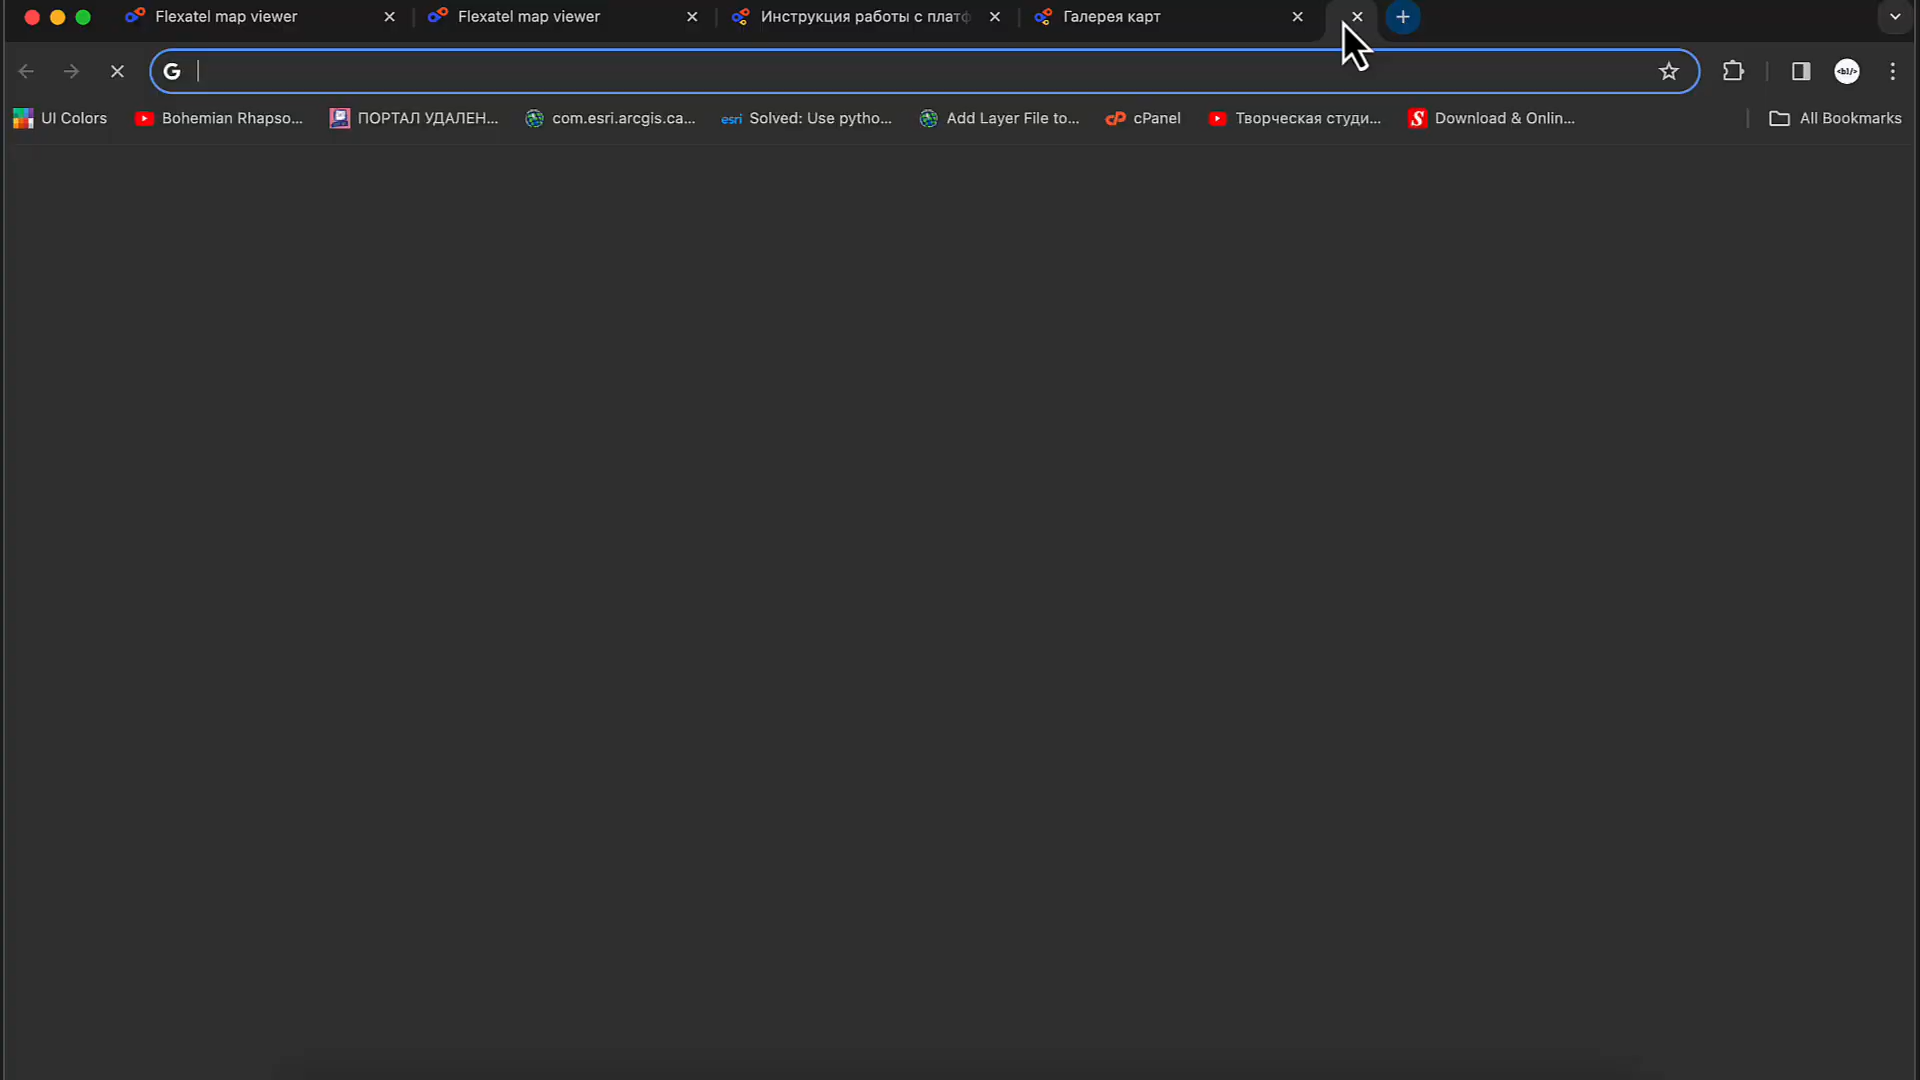 Flexatel map viewer
Flexatel map viewer
Инструкция работы с плат
Галерея карт
G
UI Colors
Bohemian Rhapso...
ПОРТАЛ УДАЛЕН...
com.esri.arcgis.ca...
esri Solved: Use pytho...
Add Layer File to...
cP cPanel
Творческая студи...
S Download & Onlin...
All Bookmarks